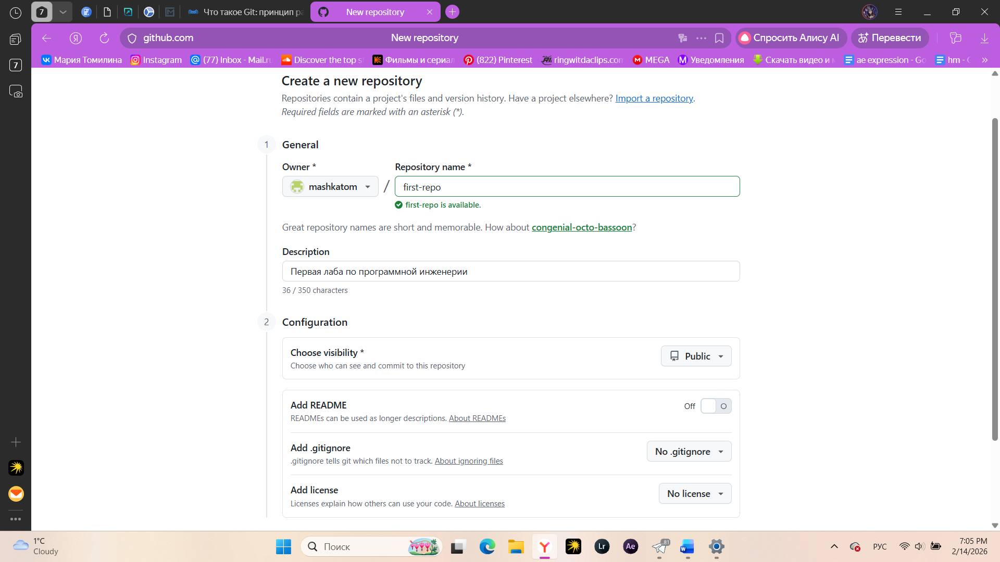 7
Что такое Git: принцип ра
New repository
github.com
New repository
Спросить Алису AI
Перевести
7
Мария Томилина
Instagram
(77) Inbox - Mail.ru
Discover the top s
Фильмы и сериал
(822) Pinterest
ringwitdaclips.com
MEGA
Уведомления
Скачать видео и м
ae expression - Go
hm - G
Create a new repository
Repositories contain a project's files and version history. Have a project elsewhere? Import a repository.
Required fields are marked with an asterisk (*).
1
General
Owner *
Repository name *
mashkatom
/
first-repo
first-repo is available.
Great repository names are short and memorable. How about congenial-octo-bassoon?
Description
Первая лаба по программной инженерии
36 / 350 characters
2
Configuration
Choose visibility *
Choose who can see and commit to this repository
Public
Add README
READMEs can be used as longer descriptions. About READMEs
Off
Add .gitignore
.gitignore tells git which files not to track. About ignoring files
No .gitignore
Add license
Licenses explain how others can use your code. About licenses
No license
1°C
Cloudy
Поиск
Lr
Ae
81
РУС
7:05 PM
2/14/2026